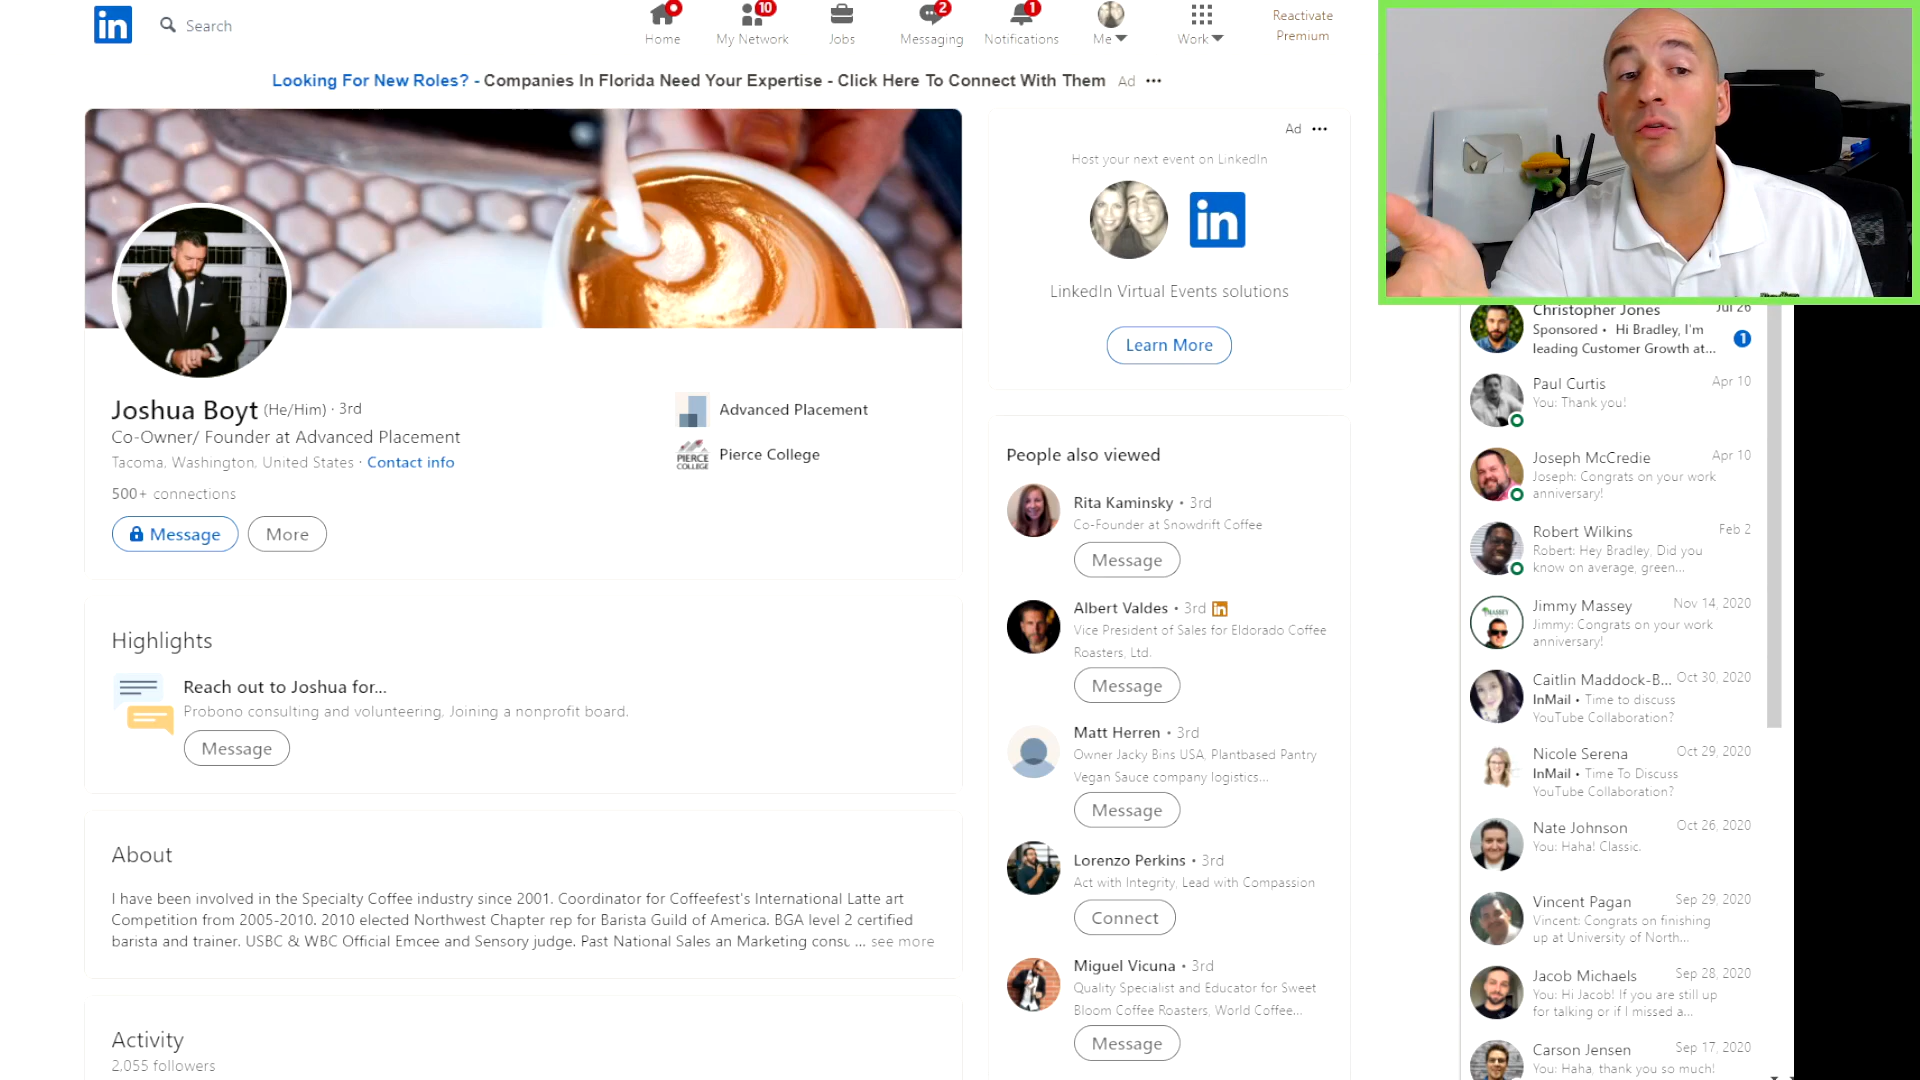 in
Search
Home
10
My Network
Jobs
2
Messaging
1
Notifications
Me
Work
Reactivate
Premium
Looking For New Roles? - Companies In Florida Need Your Expertise - Click Here To Connect With Them Ad •••
Joshua Boyt (He/Him) · 3rd
Co-Owner/ Founder at Advanced Placement
Tacoma, Washington, United States · Contact info
500+ connections
Message
More
Advanced Placement
PIERCE
COLLEGE
Pierce College
Highlights
Reach out to Joshua for...
Probono consulting and volunteering, Joining a nonprofit board.
Message
About
I have been involved in the Specialty Coffee industry since 2001. Coordinator for Coffeefest's International Latte art
Competition from 2005-2010. 2010 elected Northwest Chapter rep for Barista Guild of America. BGA level 2 certified
barista and trainer. USBC & WBC Official Emcee and Sensory judge. Past National Sales an Marketing consu ... see more
Activity
2,055 followers
Ad •••
Host your next event on LinkedIn
in
LinkedIn Virtual Events solutions
Learn More
People also viewed
Rita Kaminsky • 3rd
Co-Founder at Snowdrift Coffee
Message
Albert Valdes • 3rd in
Vice President of Sales for Eldorado Coffee
Roasters, Ltd.
Message
Matt Herren • 3rd
Owner Jacky Bins USA, Plantbased Pantry
Vegan Sauce company logistics...
Message
Lorenzo Perkins • 3rd
Act with Integrity, Lead with Compassion
Connect
Miguel Vicuna • 3rd
Quality Specialist and Educator for Sweet
Bloom Coffee Roasters, World Coffee...
Message
Christopher Jones Jul 26
Sponsored • Hi Bradley, I'm
leading Customer Growth at... 1
Paul Curtis Apr 10
You: Thank you!
Joseph McCredie Apr 10
Joseph: Congrats on your work
anniversary!
Robert Wilkins Feb 2
Robert: Hey Bradley, Did you
know on average, green...
MASSEY
Jimmy Massey Nov 14, 2020
Jimmy: Congrats on your work
anniversary!
Caitlin Maddock-B... Oct 30, 2020
InMail • Time to discuss
YouTube Collaboration?
Nicole Serena Oct 29, 2020
InMail • Time To Discuss
YouTube Collaboration?
Nate Johnson Oct 26, 2020
You: Haha! Classic.
Vincent Pagan Sep 29, 2020
Vincent: Congrats on finishing
up at University of North...
Jacob Michaels Sep 28, 2020
You: Hi Jacob! If you are still up
for talking or if I missed a...
Carson Jensen Sep 17, 2020
You: Haha, thank you so much!